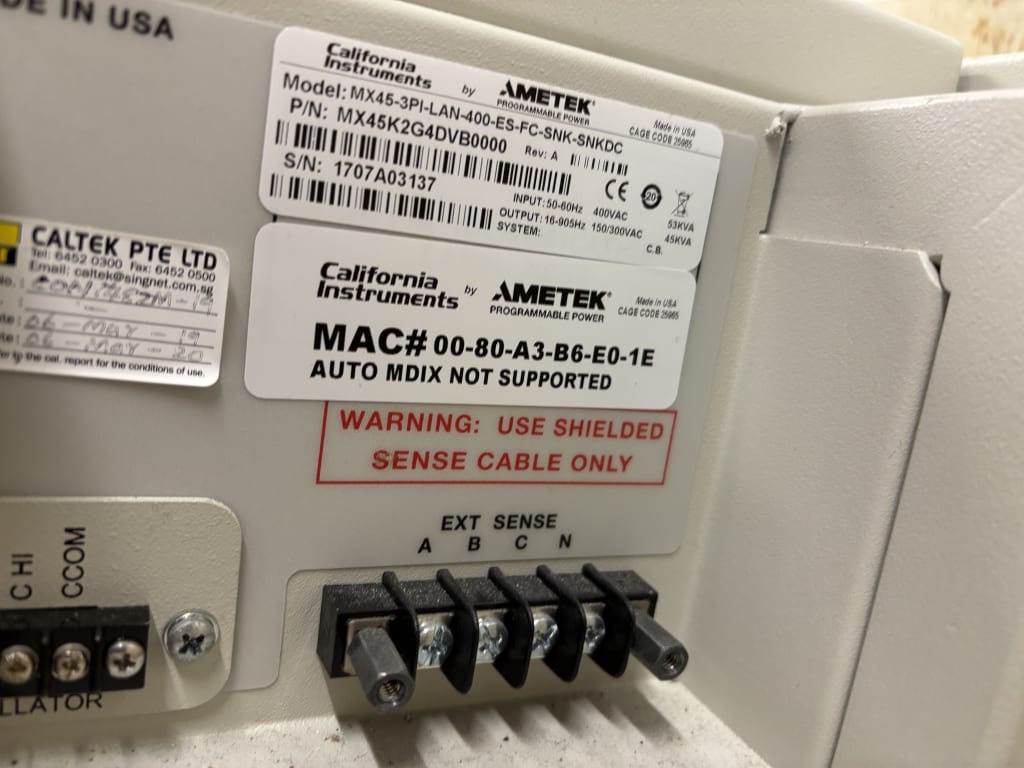 DE IN USA
California
Instruments by AMETEK
PROGRAMMABLE POWER
Made in USA
CAGE CODE 25965
Model: MX45-3PI-LAN-400-ES-FC-SNK-SNKDC
P/N: MX45K2G4DVB0000 Rev: A
S/N: 1707A03137
CE 20
INPUT: 50-60Hz 400VAC 53KVA
OUTPUT: 16-905Hz 150/300VAC 45KVA
SYSTEM: C.B.
CALTEK PTE LTD
Tel: 6452 0300 Fax: 6452 0500
Email: caltek@singnet.com.sg
06-MAY-19
06-MAY-20
to the cal. report for the conditions of use.
California
Instruments by AMETEK
PROGRAMMABLE POWER
Made in USA
CAGE CODE 25965
MAC# 00-80-A3-B6-E0-1E
AUTO MDIX NOT SUPPORTED
WARNING: USE SHIELDED
SENSE CABLE ONLY
EXT SENSE
A B C N
C HI
CCOM
LLATOR